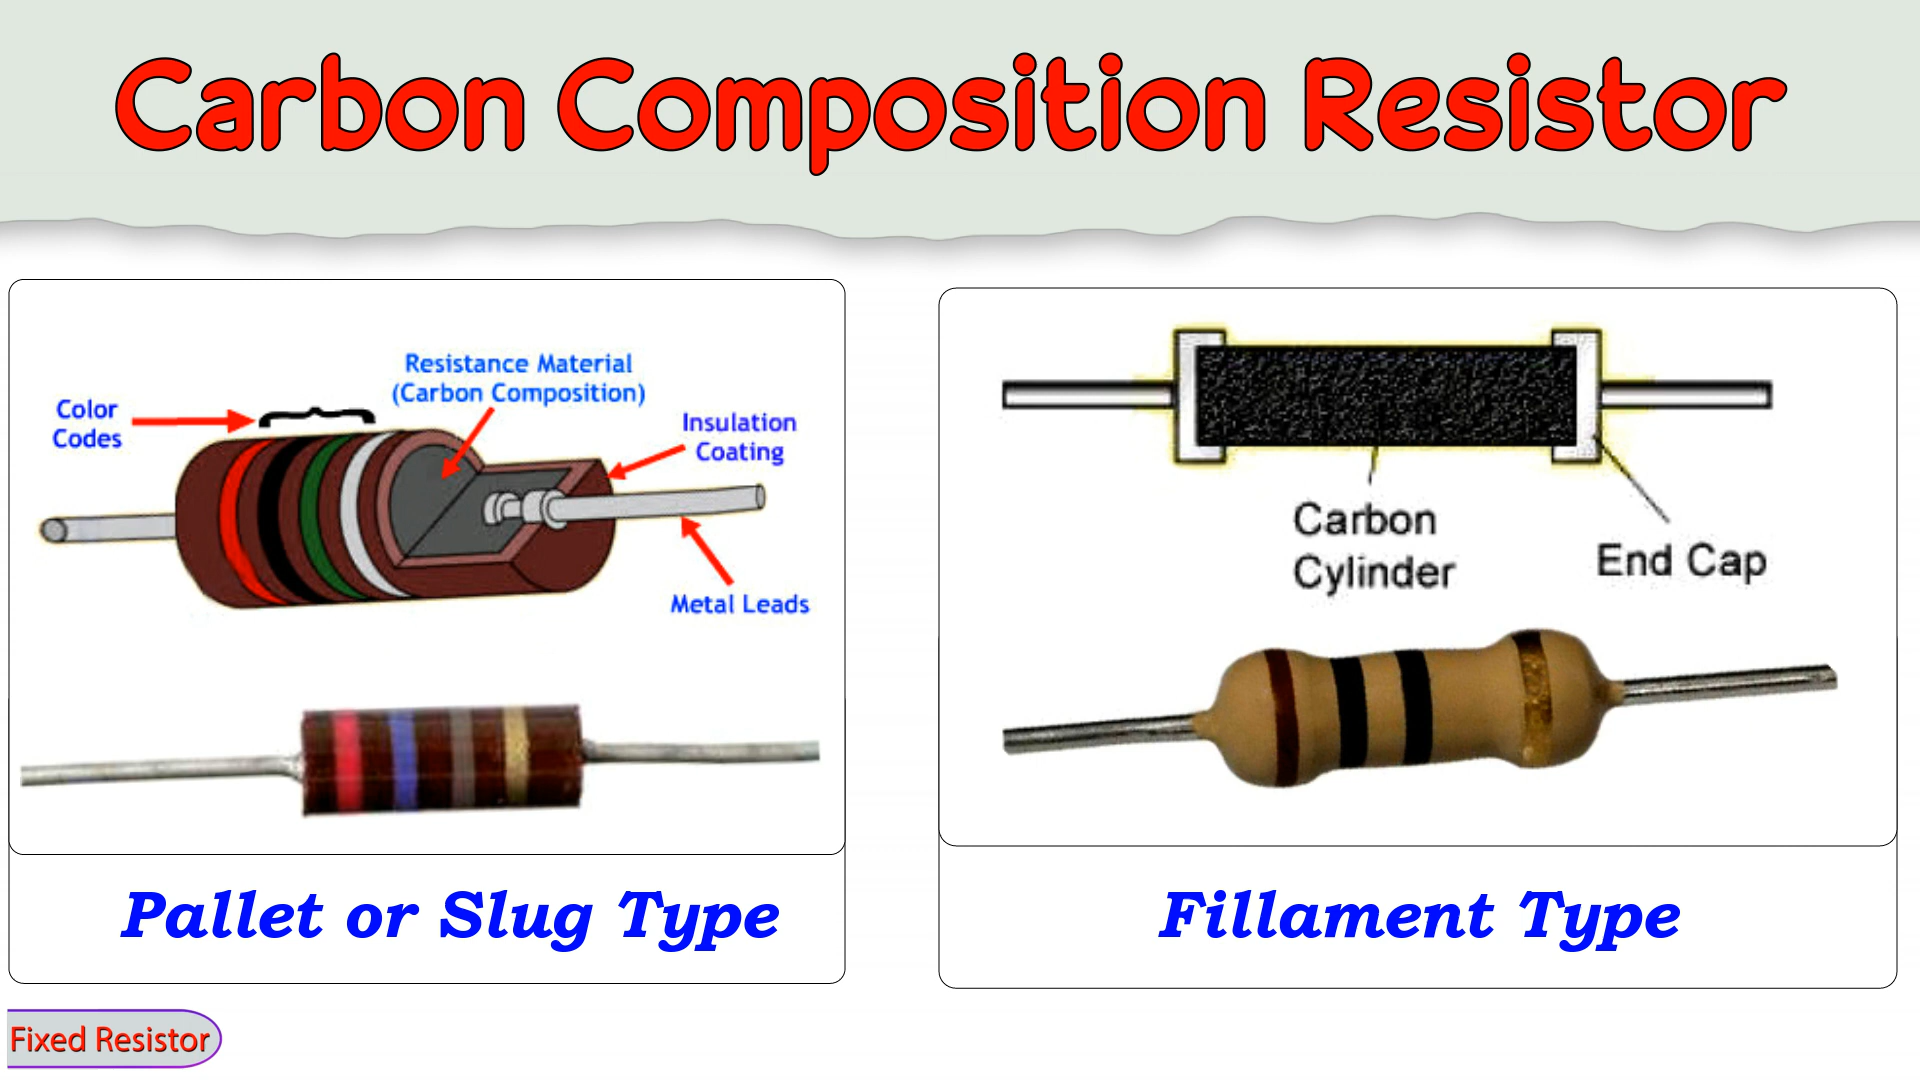 Carbon Composition Resistor
Resistance Material
(Carbon Composition)
Color
Codes
Insulation
Coating
Metal Leads
Pallet or Slug Type
Carbon
Cylinder
End Cap
Fillament Type
Fixed Resistor